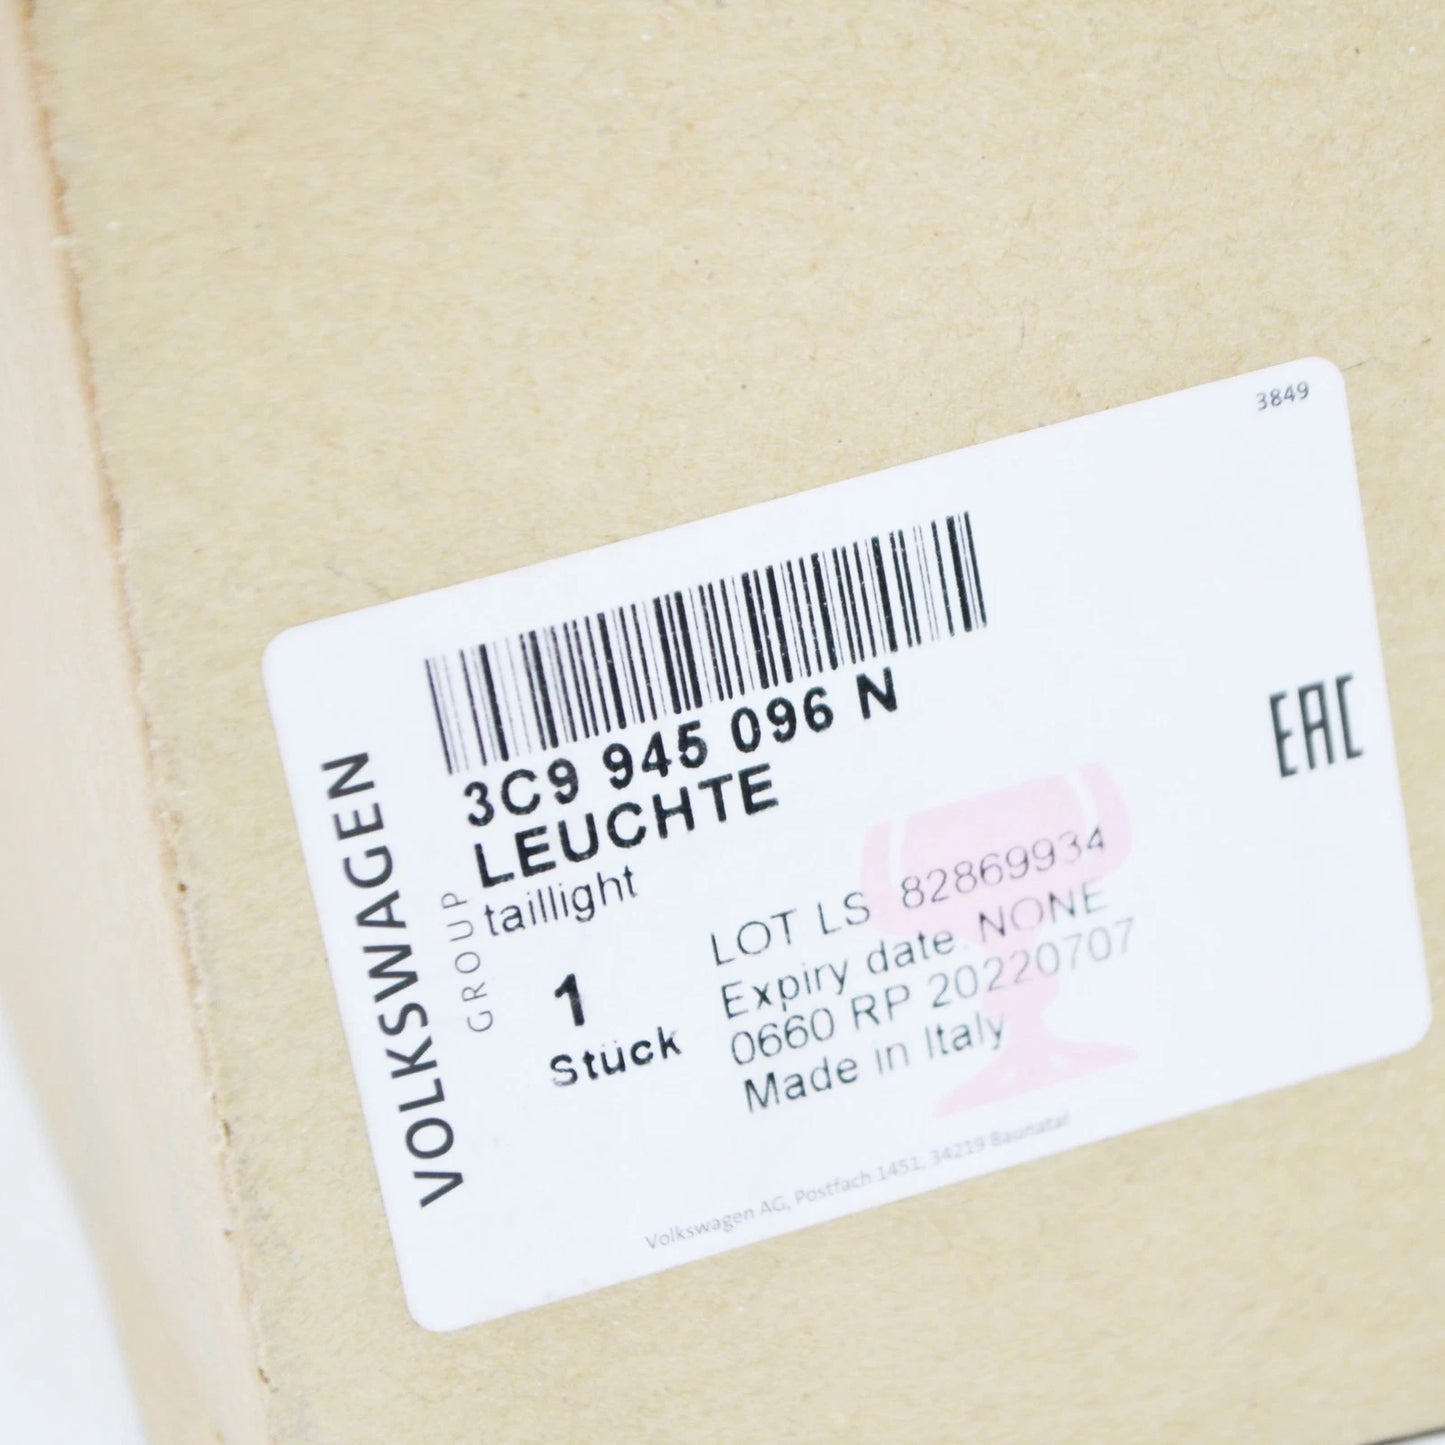 3849
3C9 945 096 N
LEUCHTE
taillight
1
Stück
LOT LS 82869934
Expiry date NONE
0660 RP 20220707
Made in Italy
EAC
VOLKSWAGEN
GROUP
Volkswagen AG, Postfach 1451, 34219 Baunatal